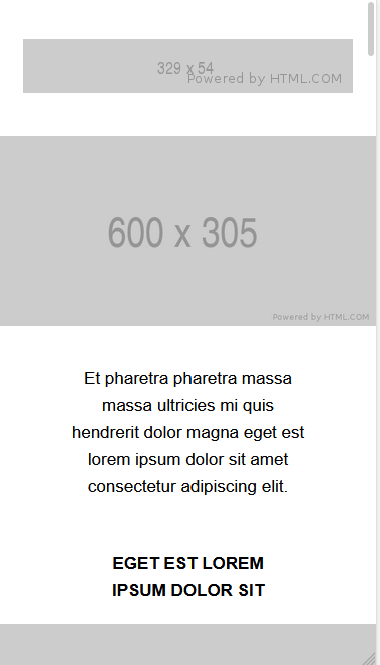 329 x 54
Powered by HTML.COM
600 x 305
Powered by HTML.COM
Et pharetra pharetra massa
massa ultricies mi quis
hendrerit dolor magna eget est
lorem ipsum dolor sit amet
consectetur adipiscing elit.
EGET EST LOREM
IPSUM DOLOR SIT